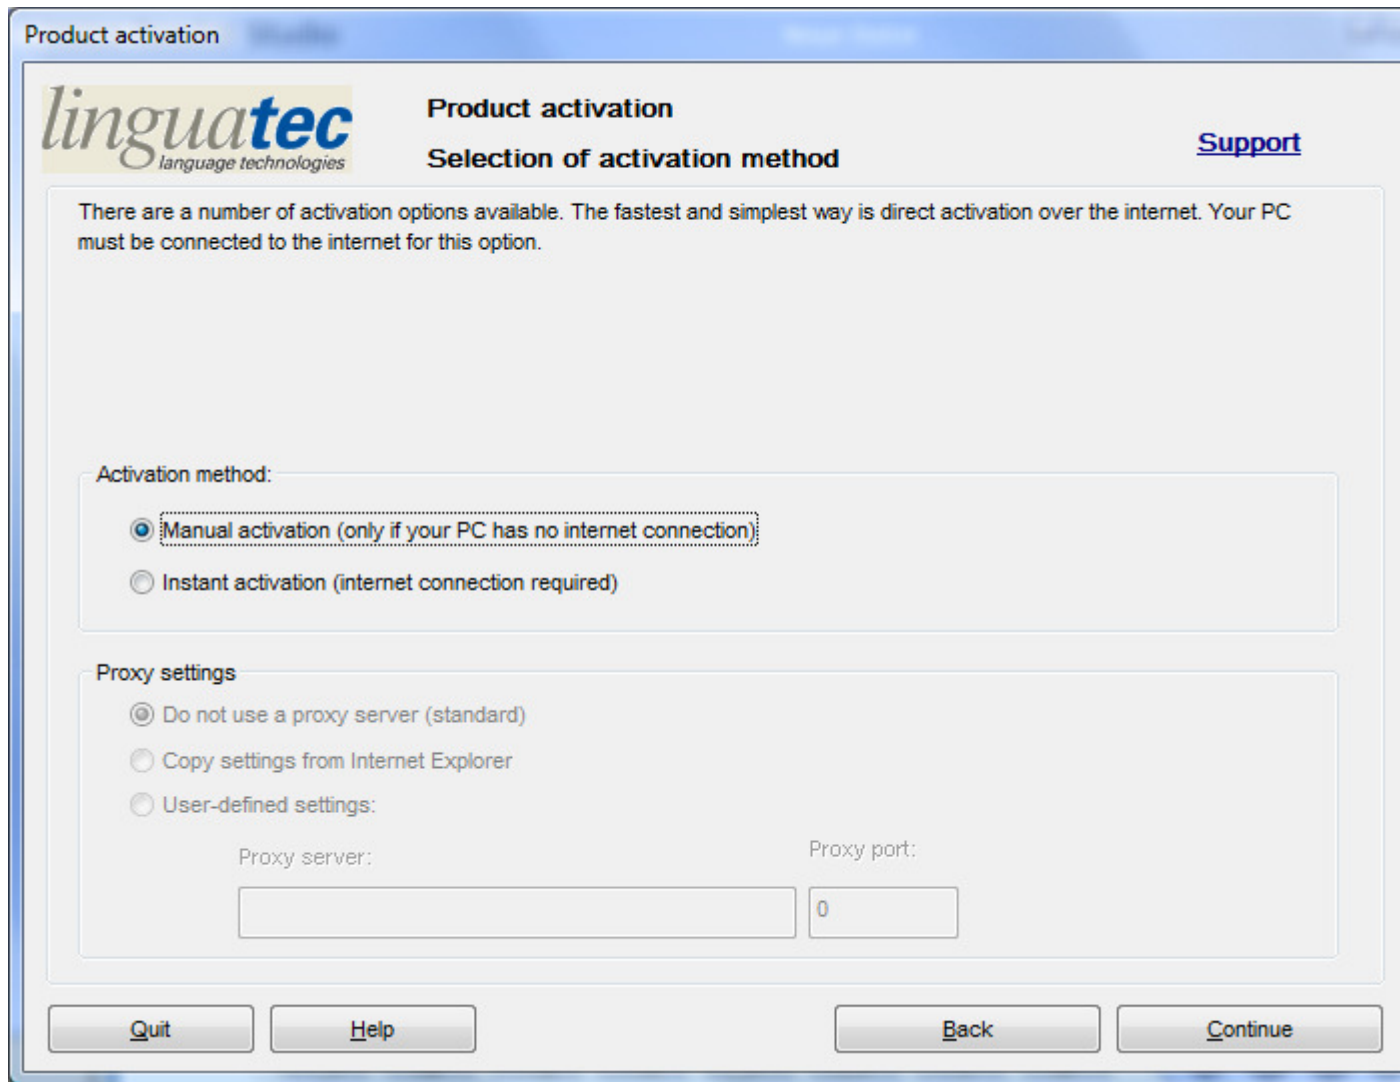 Product activation
linguatec
language technologies
Product activation
Selection of activation method
Support
There are a number of activation options available. The fastest and simplest way is direct activation over the internet. Your PC
must be connected to the internet for this option.
Activation method:
Manual activation (only if your PC has no internet connection)
Instant activation (internet connection required)
Proxy settings
Do not use a proxy server (standard)
Copy settings from Internet Explorer
User-defined settings:
Proxy server:
Proxy port:
0
Quit
Help
Back
Continue